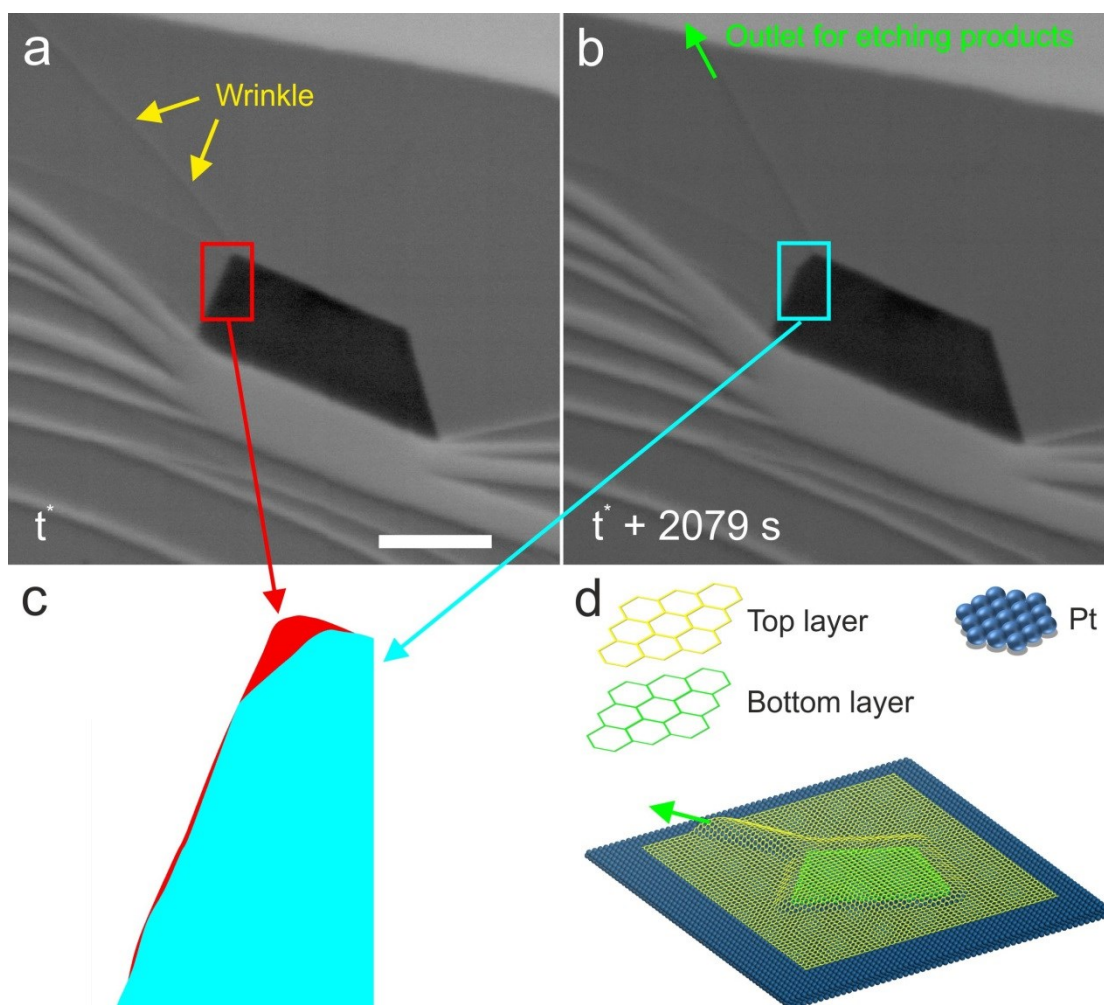 a
Wrinkle
t*
b
Outlet for etching products
t* + 2079 s
c
d
Top layer
Pt
Bottom layer